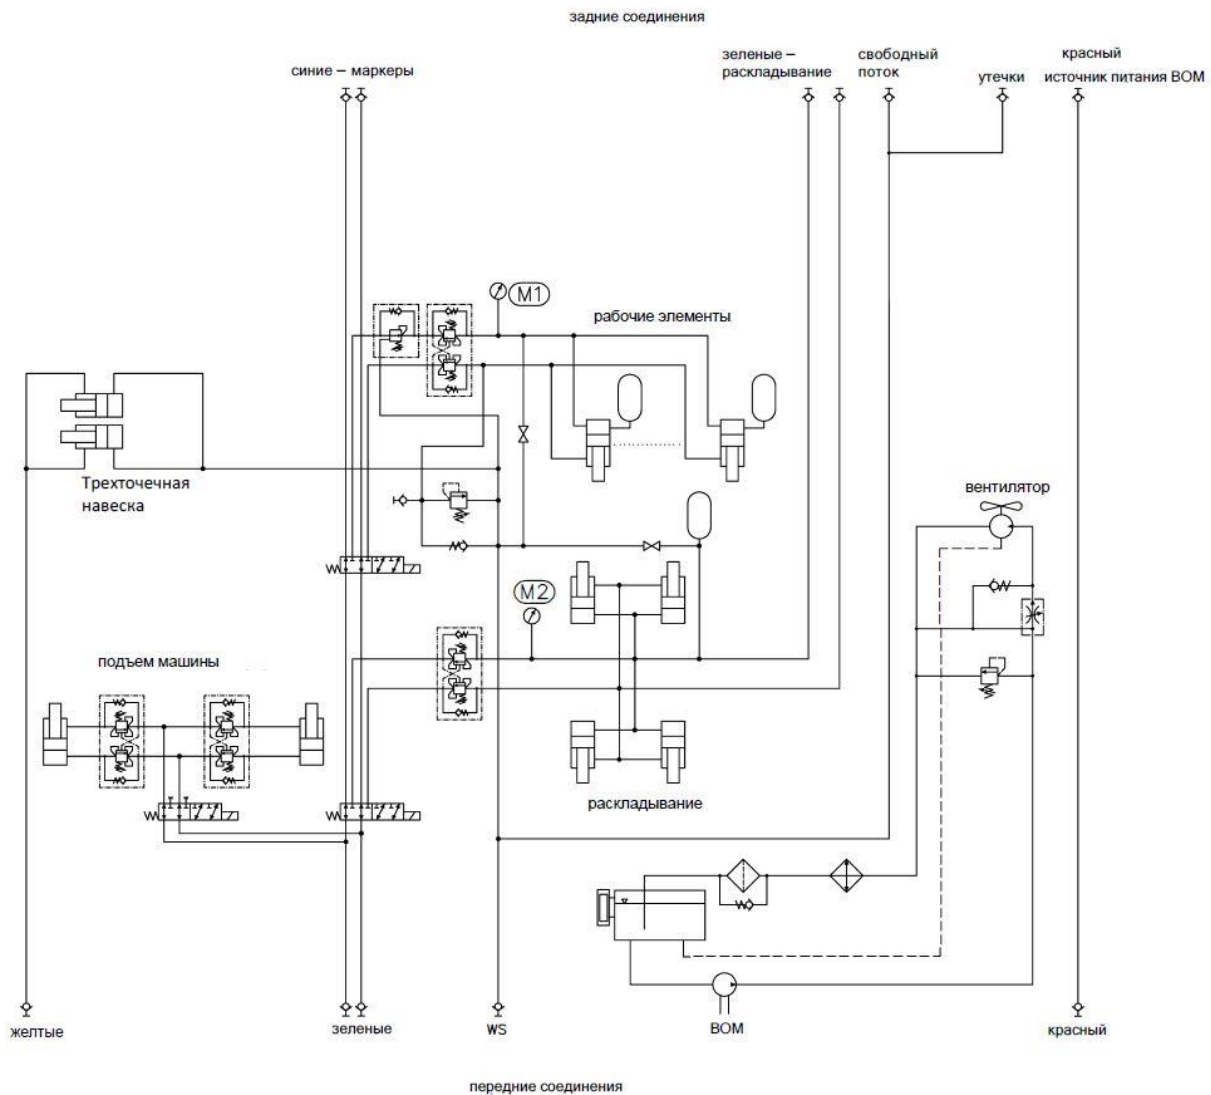 задние соединения
синие – маркеры
зеленые –
раскладывание
свободный
поток
утечки
красный
источник питания ВОМ
M1
рабочие элементы
Трехточечная
навеска
вентилятор
M2
подъем машины
раскладывание
желтые
зеленые
WS
ВОМ
красный
передние соединения